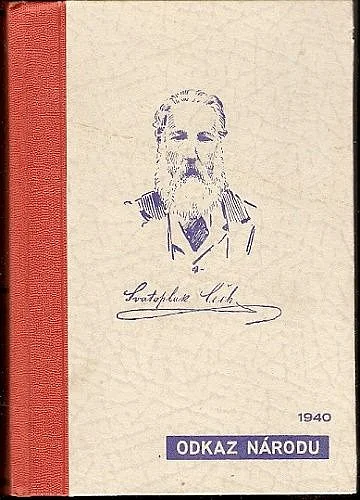 Svatopluk Čech
1940
ODKAZ NÁRODU